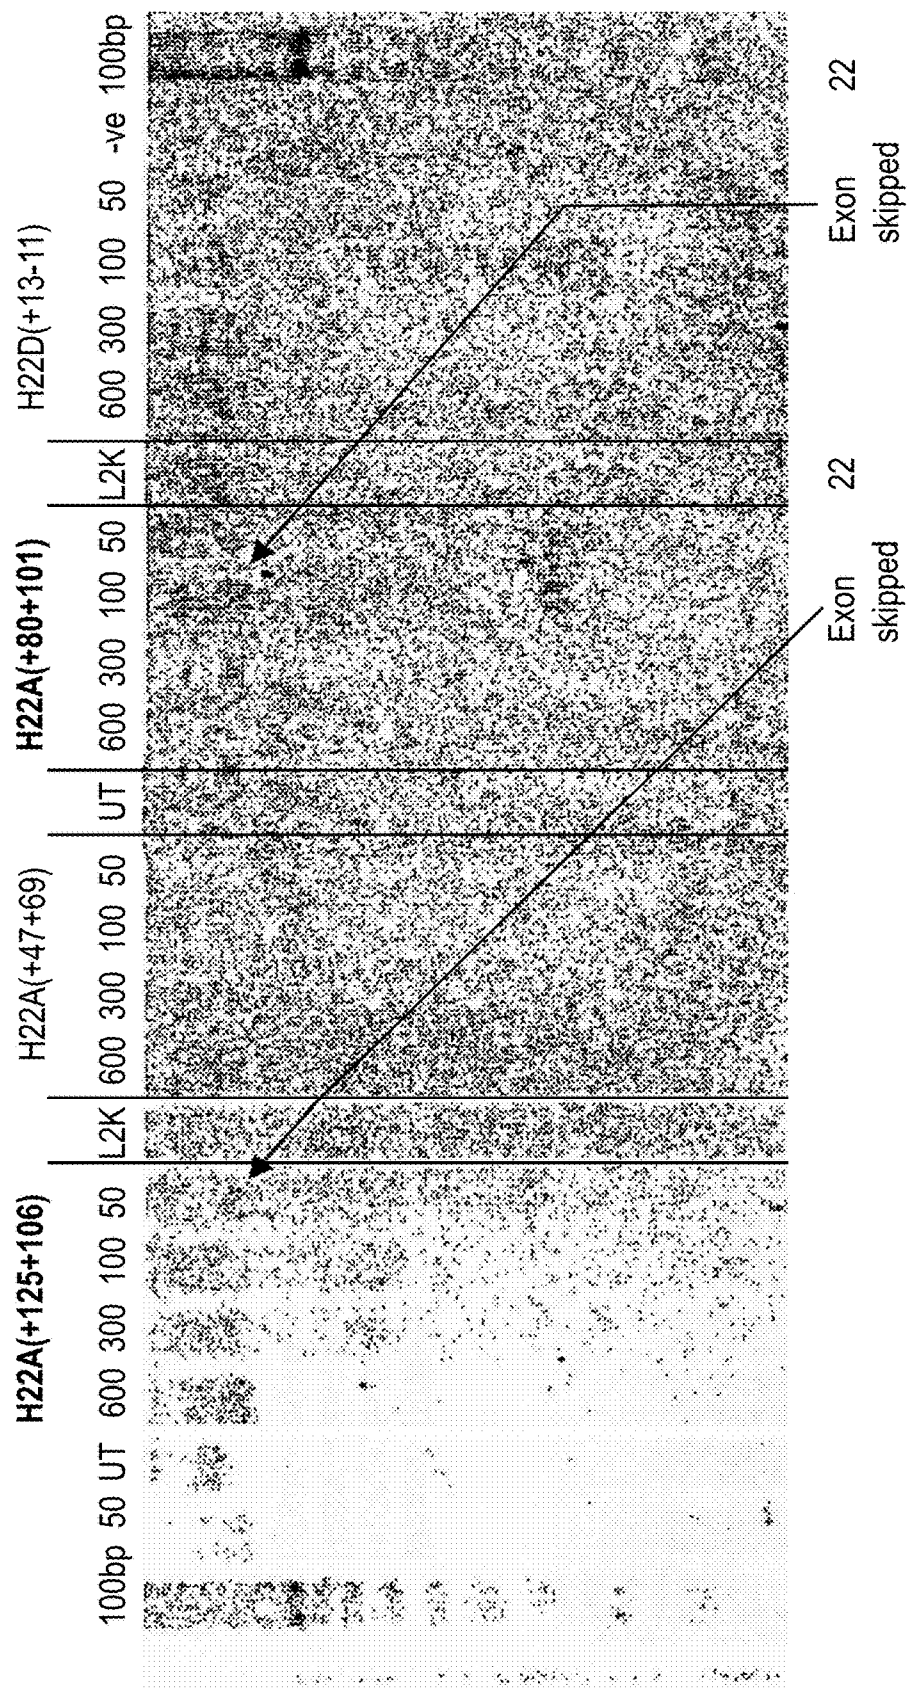 H22A(+125+106) H22A(+47+69) H22A(+80+101) H22D(+13-11)
100bp 50 UT 600 300 100 50 L2K 600 300 100 50 UT 600 300 100 50 L2K 600 300 100 50 -ve 100bp
Exon 22
skipped
Exon 22
skipped